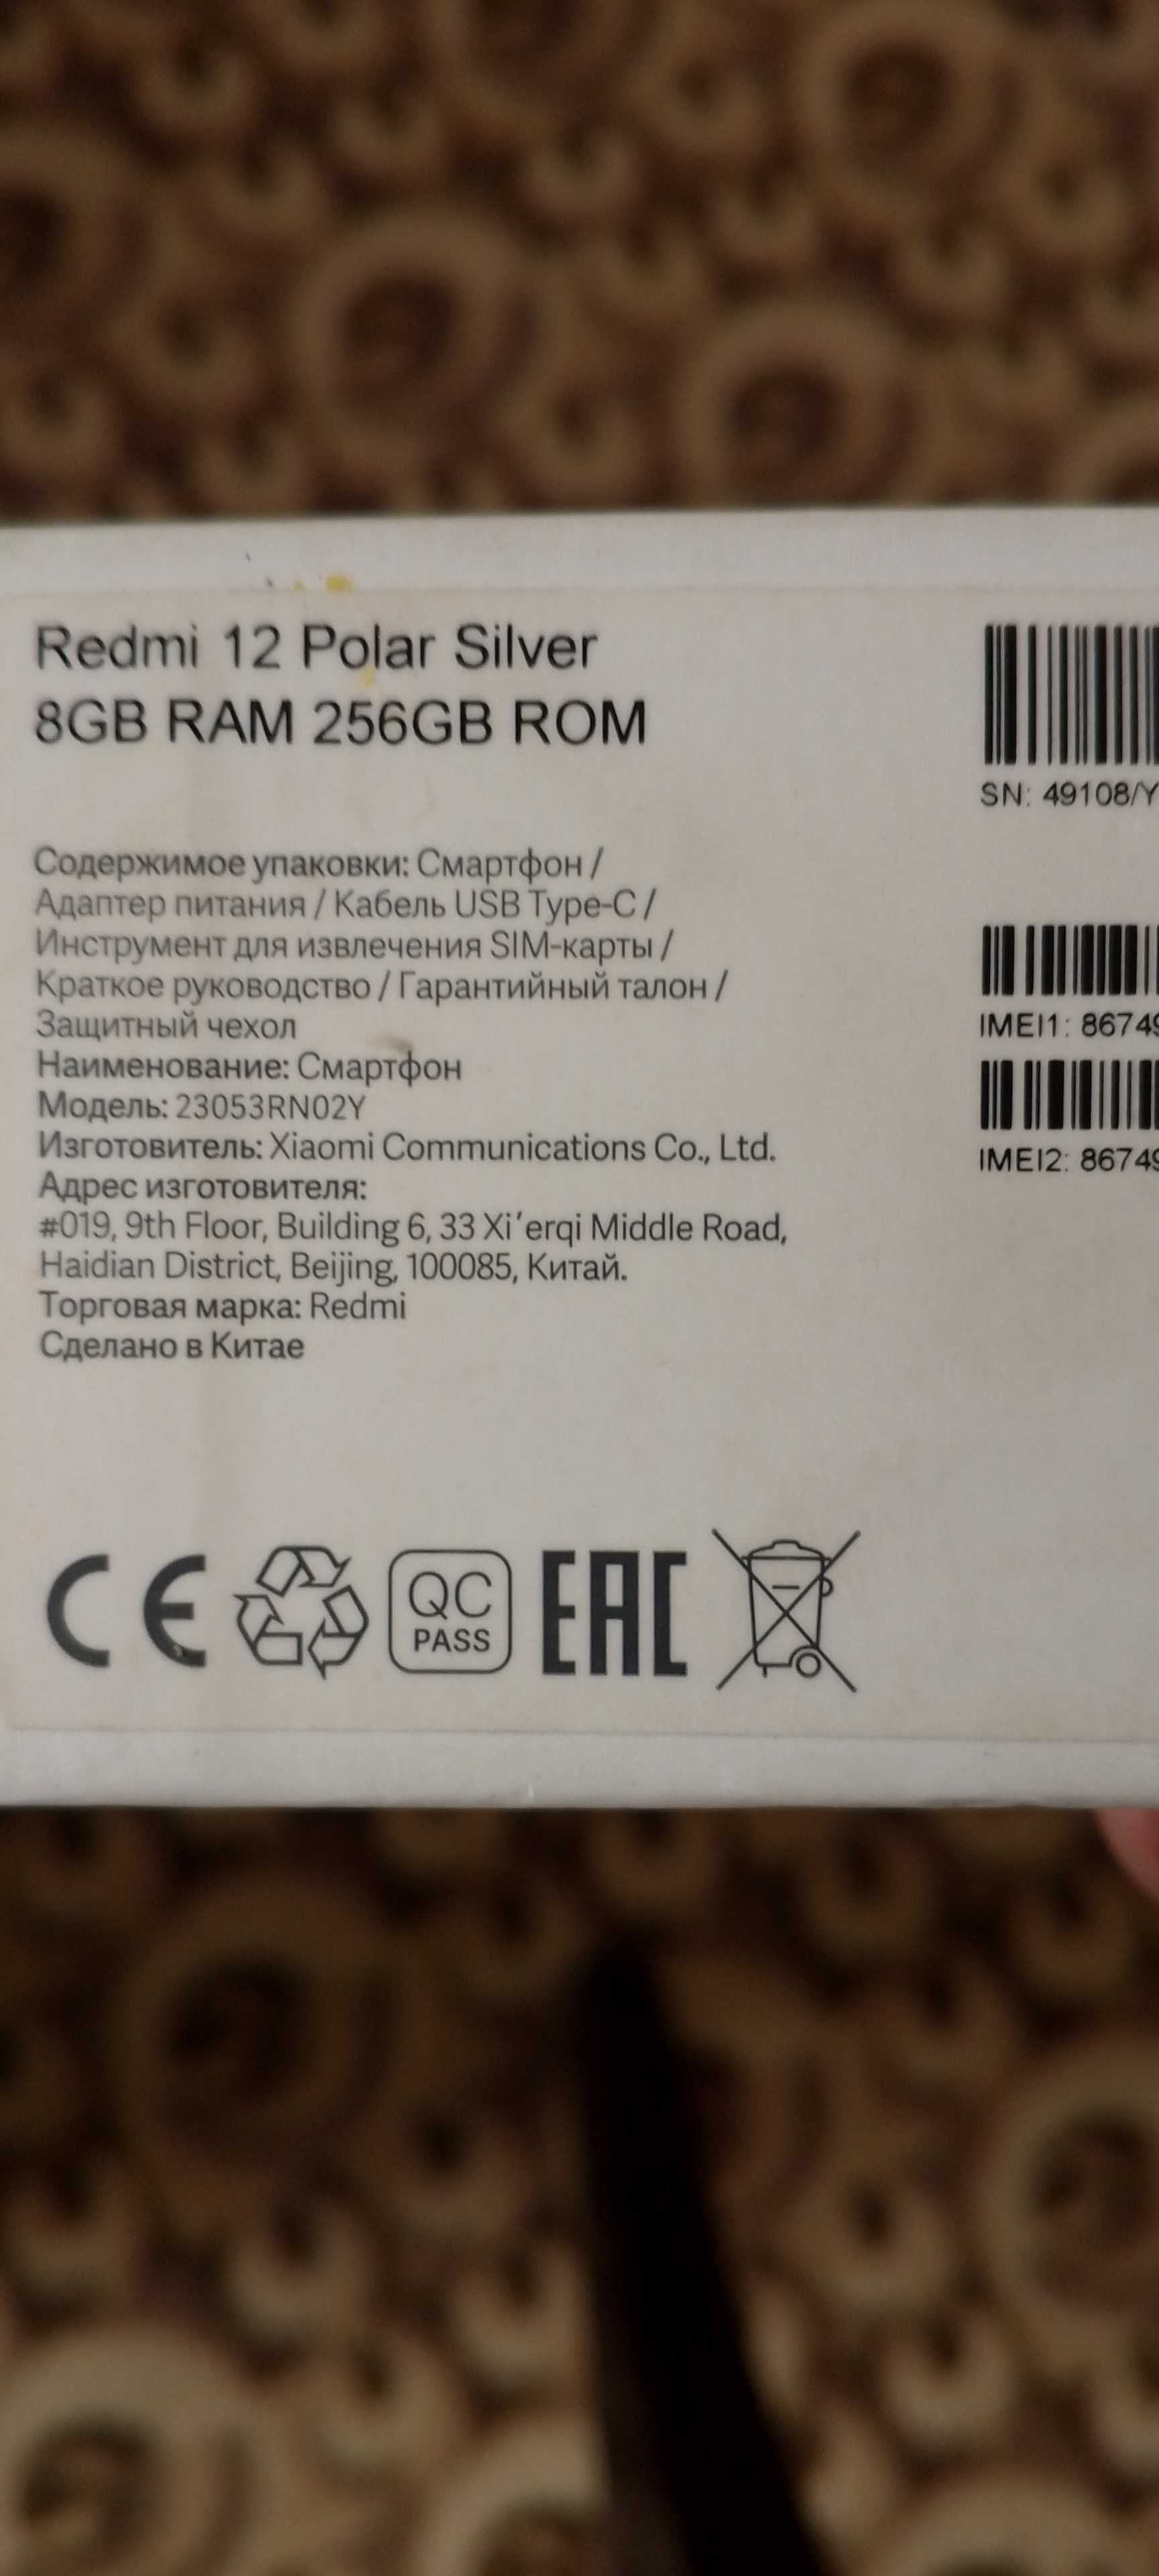 Redmi 12 Polar Silver
8GB RAM 256GB ROM
Содержимое упаковки: Смартфон /
Адаптер питания / Кабель USB Type-C /
Инструмент для извлечения SIM-карты /
Краткое руководство / Гарантийный талон /
Защитный чехол
Наименование: Смартфон
Модель: 23053RN02Y
Изготовитель: Xiaomi Communications Co., Ltd.
Адрес изготовителя:
#019, 9th Floor, Building 6, 33 Xi'erqi Middle Road,
Haidian District, Beijing, 100085, Китай.
Торговая марка: Redmi
Сделано в Китае
SN: 49108/Y
IMEI1: 86749
IMEI2: 86749
CE
QC
PASS
EAC